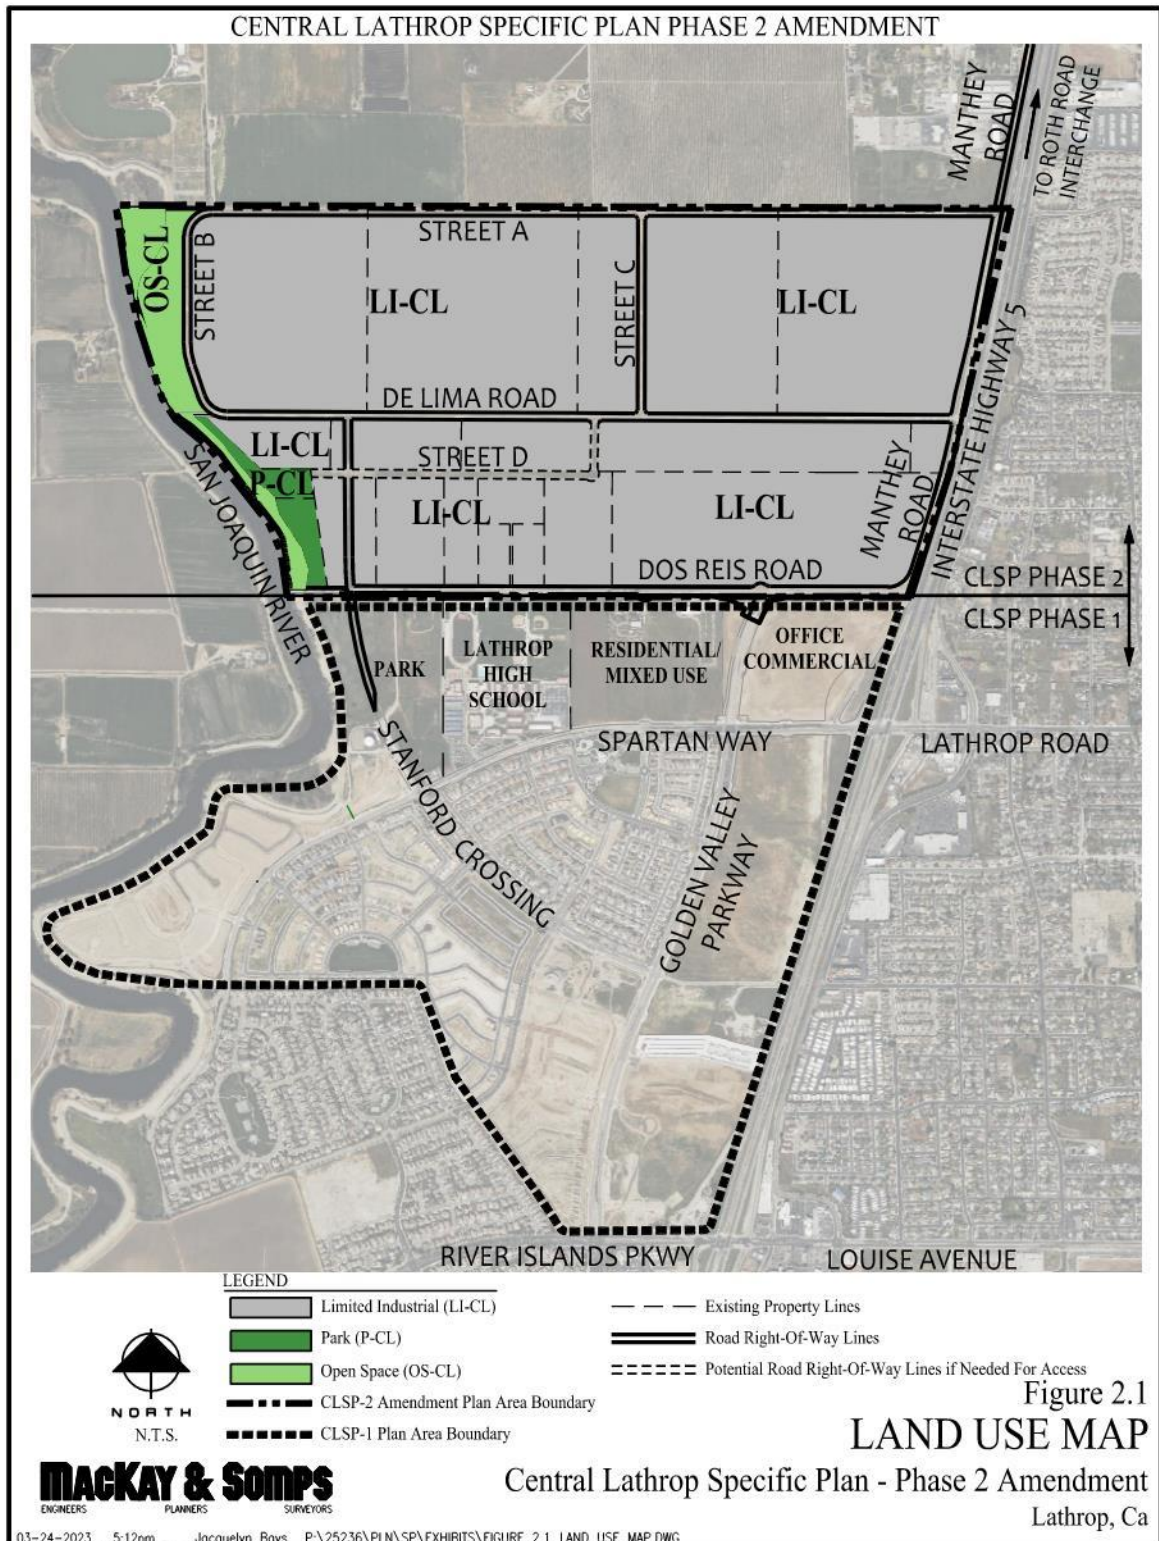 CENTRAL LATHROP SPECIFIC PLAN PHASE 2 AMENDMENT
MANTHEY
ROAD
TO ROTH ROAD
INTERCHANGE
OS-CL
STREET B
STREET A
LI-CL
STREET C
LI-CL
DE LIMA ROAD
INTERSTATE HIGHWAY 5
LI-CL
STREET D
P-CL
LI-CL
LI-CL
MANTHEY
ROAD
SAN JOAQUIN RIVER
DOS REIS ROAD
CLSP PHASE 2
CLSP PHASE 1
PARK
LATHROP
HIGH
SCHOOL
RESIDENTIAL/
MIXED USE
OFFICE
COMMERCIAL
SPARTAN WAY
LATHROP ROAD
STANFORD CROSSING
GOLDEN VALLEY
PARKWAY
RIVER ISLANDS PKWY
LOUISE AVENUE
LEGEND
Limited Industrial (LI-CL)
Park (P-CL)
Open Space (OS-CL)
CLSP-2 Amendment Plan Area Boundary
CLSP-1 Plan Area Boundary
Existing Property Lines
Road Right-Of-Way Lines
Potential Road Right-Of-Way Lines if Needed For Access
NORTH
N.T.S.
Figure 2.1
LAND USE MAP
Central Lathrop Specific Plan - Phase 2 Amendment
Lathrop, Ca
MACKAY & SOMPS
ENGINEERS PLANNERS SURVEYORS
03-24-2023 5:12pm Jacquelyn Bays P:\25236\PLN\SP\EXHIBITS\FIGURE 2.1 LAND USE MAP.DWG